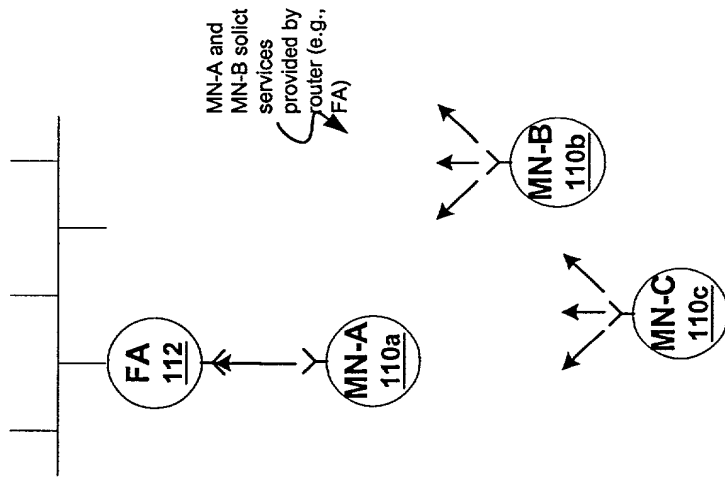 MN-A and
MN-B solict
services
provided by
router (e.g.,
FA)
FA
112
MN-A
110a
MN-B
110b
MN-C
110c